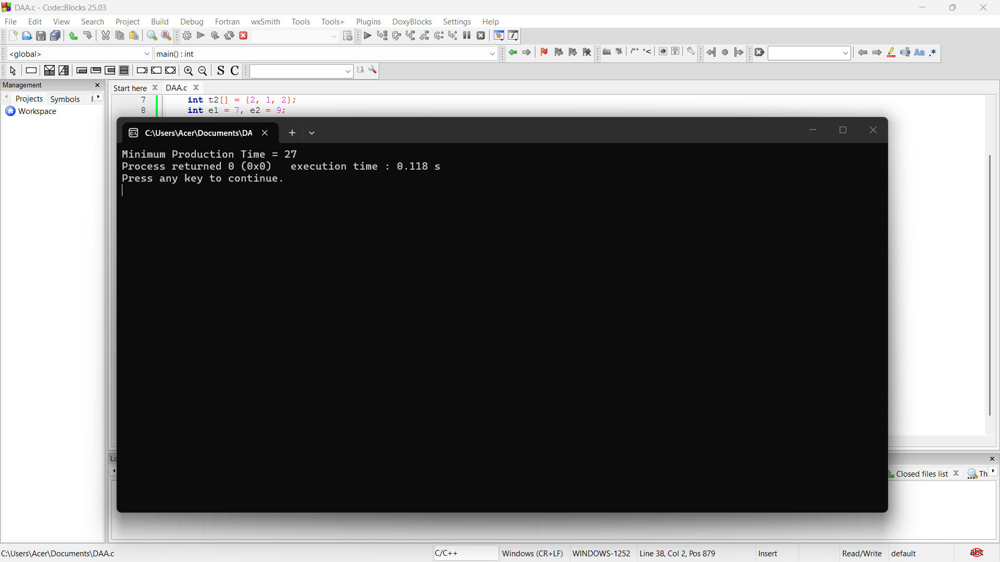 DAA.c - Code::Blocks 25.03
File Edit View Search Project Build Debug Fortran wxSmith Tools Tools+ Plugins DoxyBlocks Settings Help
<global> main() : int
S C
Management
Start here DAA.c
Projects Symbols
Workspace
7 int t2[] = {2, 1, 2};
8 int e1 = 7, e2 = 9;
C:\Users\Acer\Documents\DA
Minimum Production Time = 27
Process returned 0 (0x0)   execution time : 0.118 s
Press any key to continue.
Closed files list Th
C:\Users\Acer\Documents\DAA.c C/C++ Windows (CR+LF) WINDOWS-1252 Line 38, Col 2, Pos 879 Insert Read/Write default abc